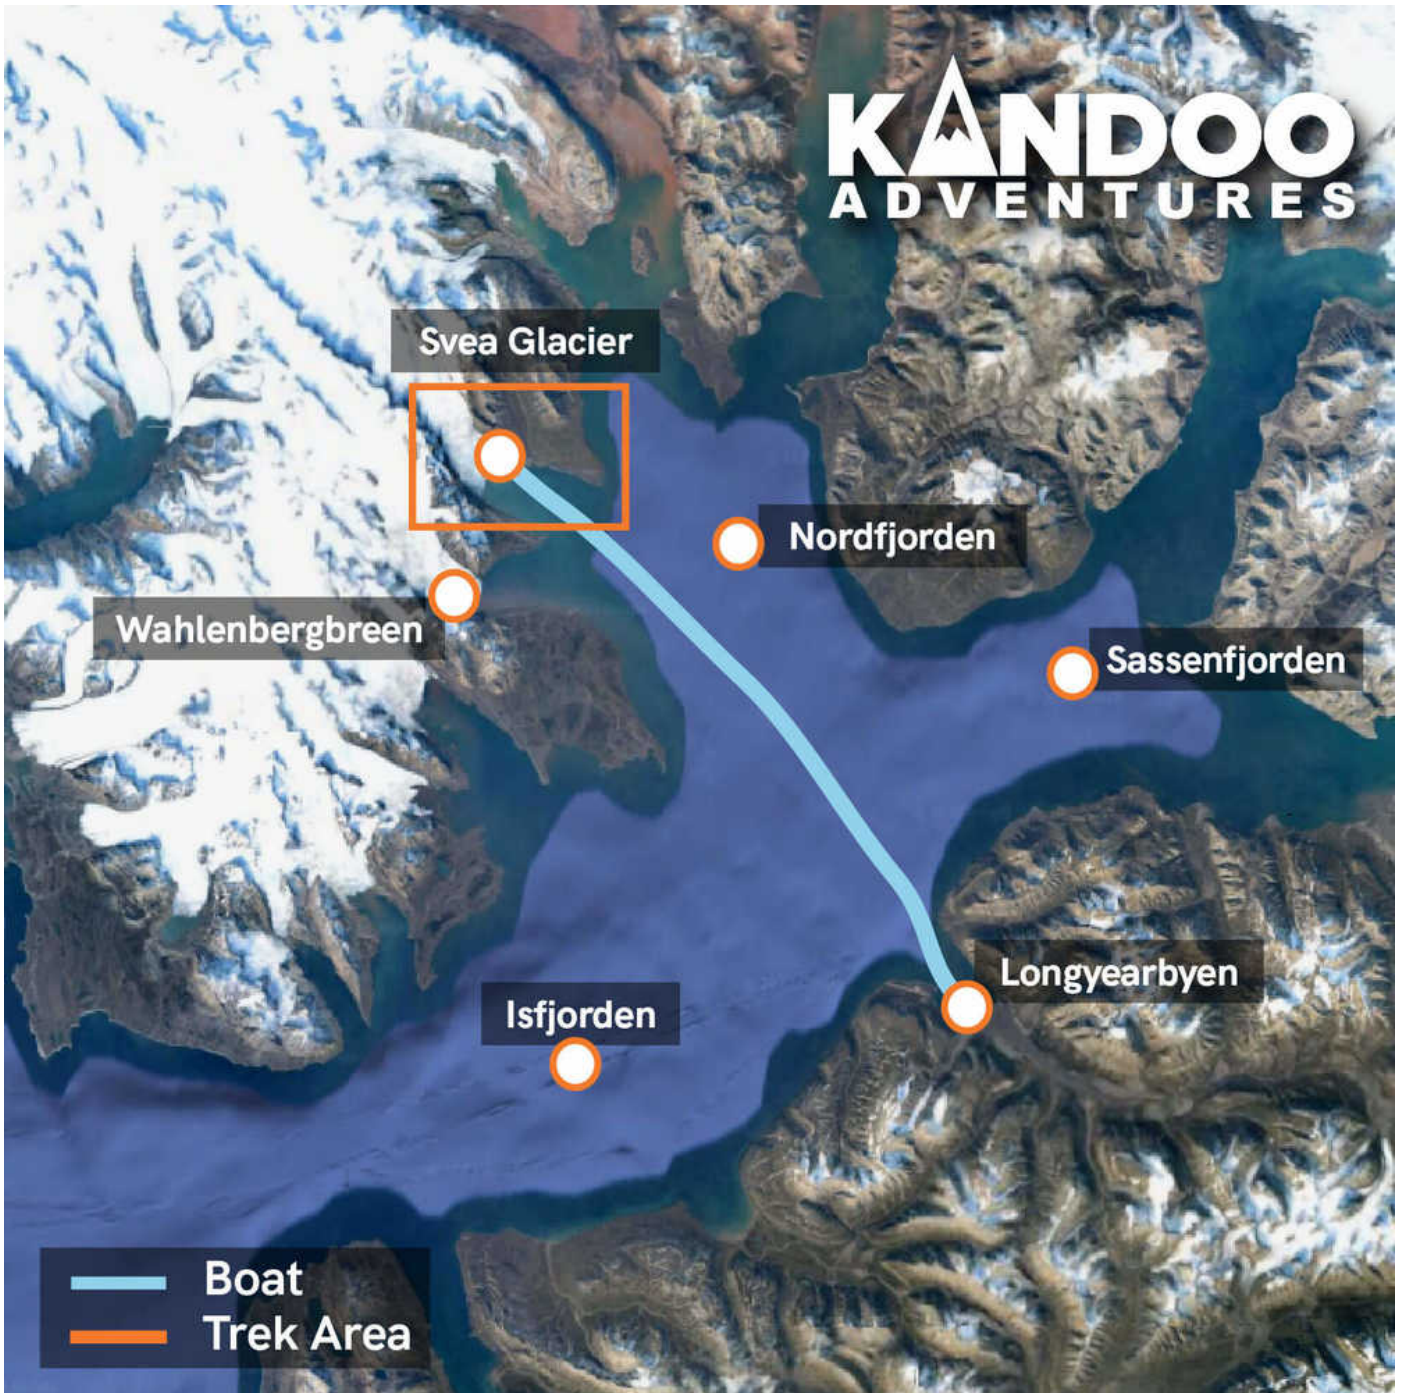 KANDOO
ADVENTURES
Svea Glacier
Nordfjorden
Wahlenbergbreen
Sassenfjorden
Longyearbyen
Isfjorden
Boat
Trek Area